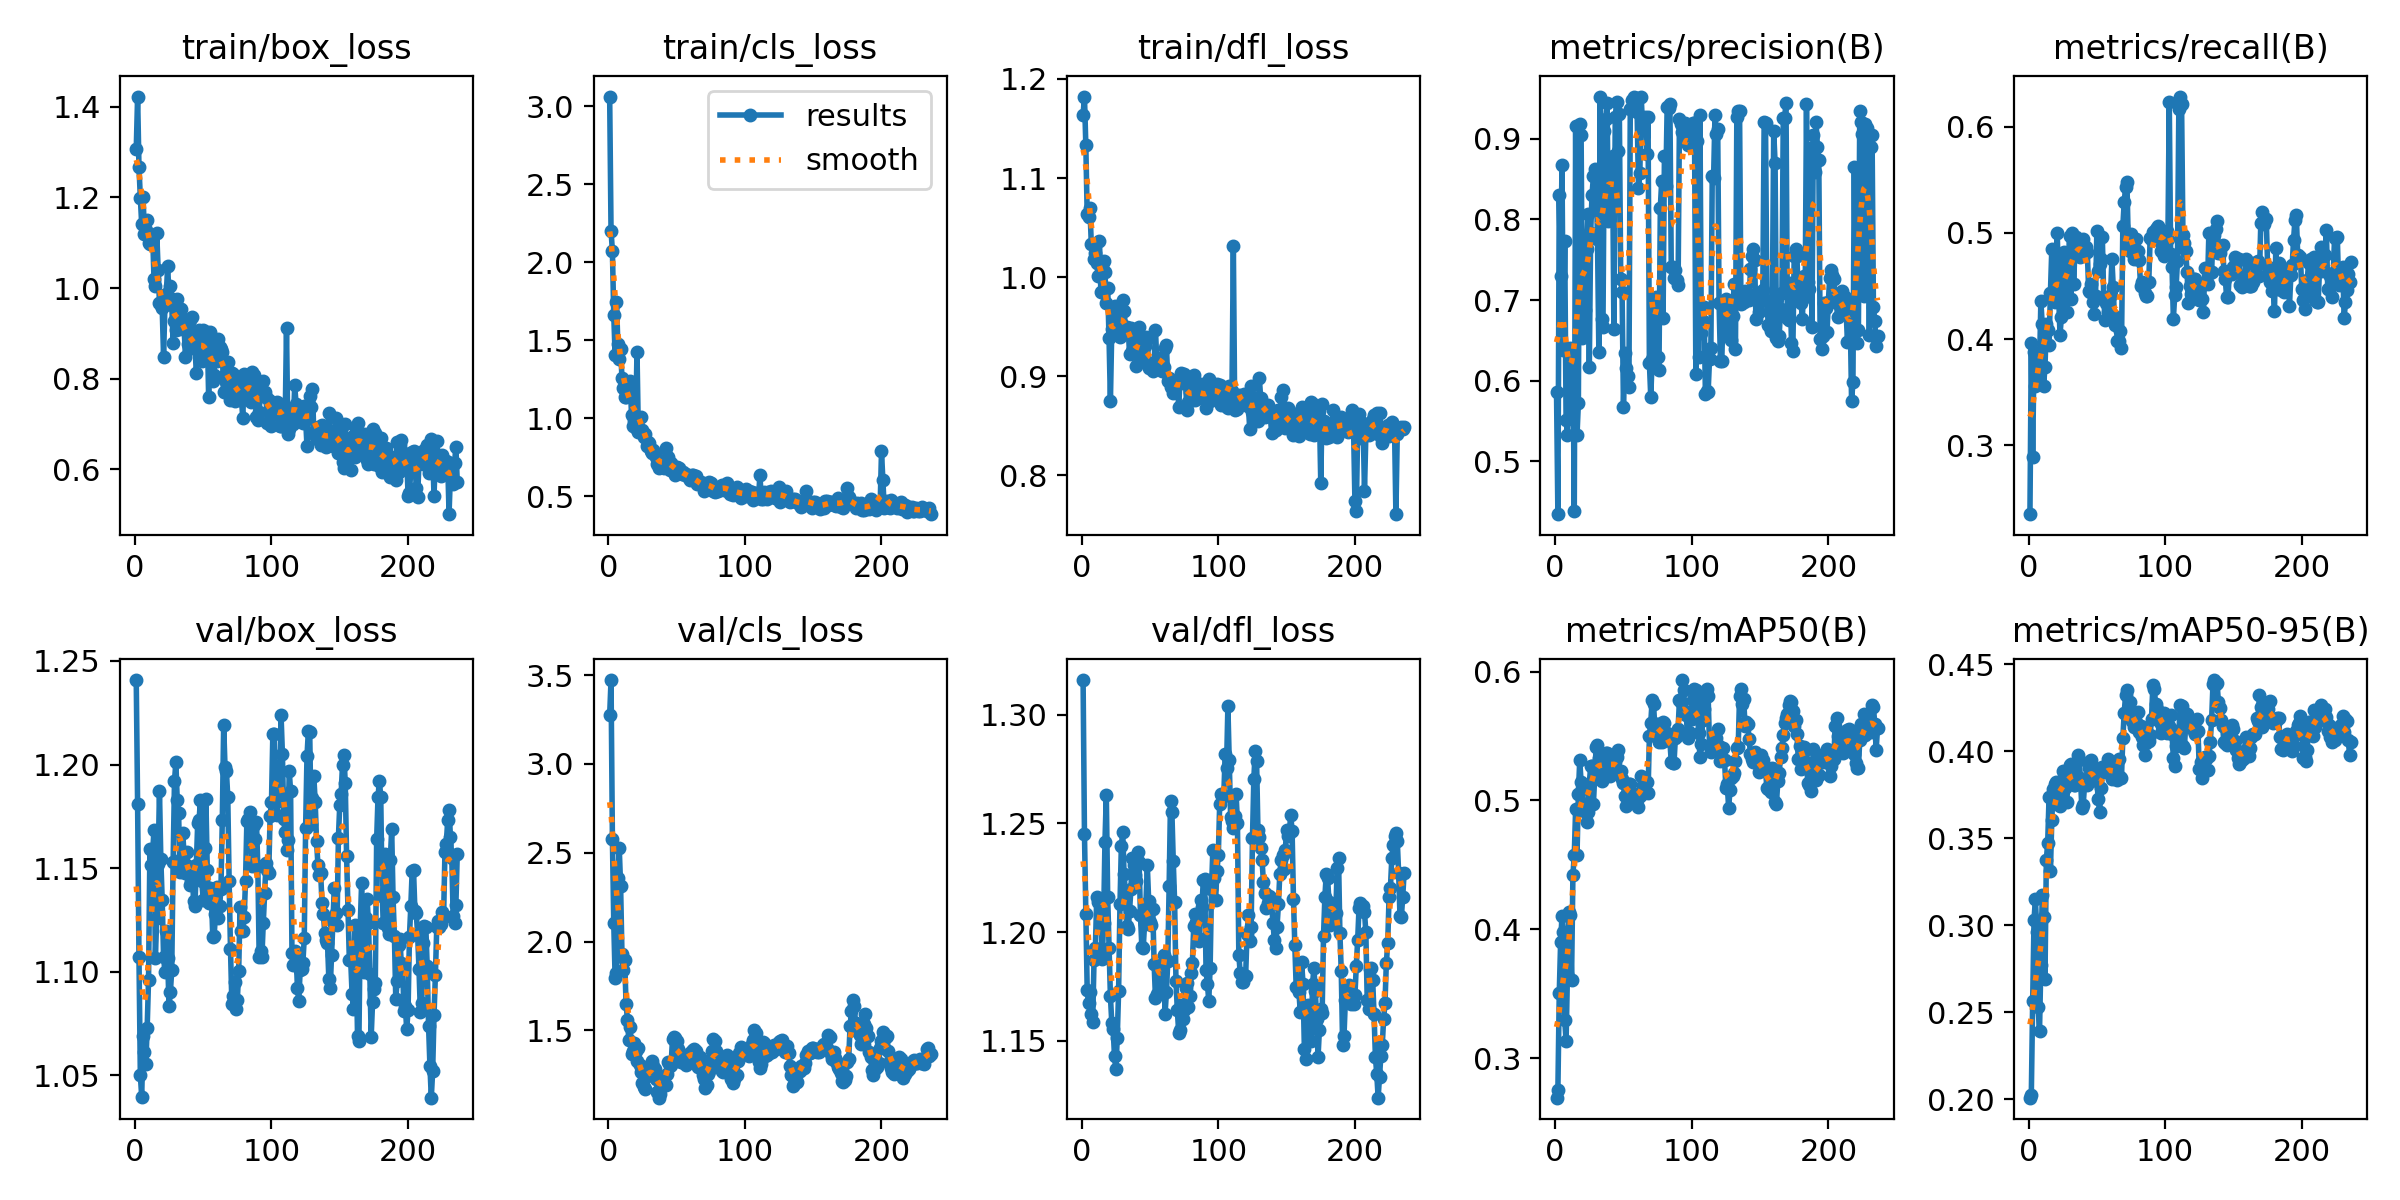 train/box_loss
1.4
1.2
1.0
0.8
0.6
0 100 200
train/cls_loss
results
smooth
3.0
2.5
2.0
1.5
1.0
0.5
0 100 200
train/dfl_loss
1.2
1.1
1.0
0.9
0.8
0 100 200
metrics/precision(B)
0.9
0.8
0.7
0.6
0.5
0 100 200
metrics/recall(B)
0.6
0.5
0.4
0.3
0 100 200
val/box_loss
1.25
1.20
1.15
1.10
1.05
0 100 200
val/cls_loss
3.5
3.0
2.5
2.0
1.5
0 100 200
val/dfl_loss
1.30
1.25
1.20
1.15
0 100 200
metrics/mAP50(B)
0.6
0.5
0.4
0.3
0 100 200
metrics/mAP50-95(B)
0.45
0.40
0.35
0.30
0.25
0.20
0 100 200